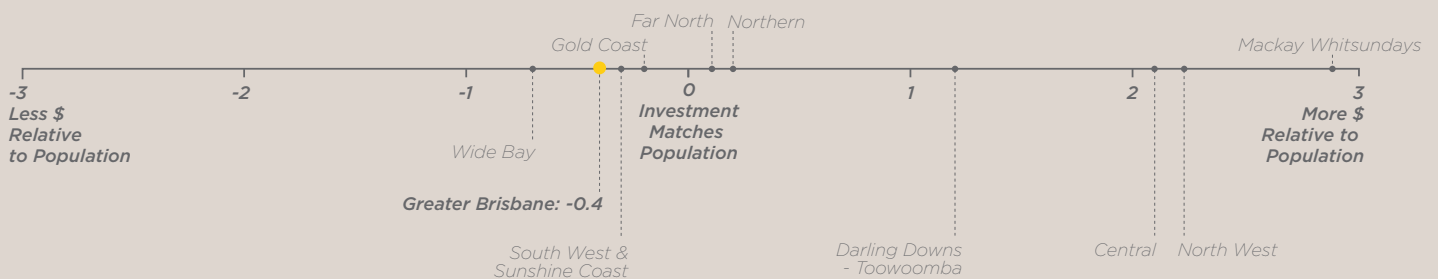 Far North Northern
Gold Coast Mackay Whitsundays
-3 -2 -1 0 1 2 3
Less $
Relative
to Population
Investment
Matches
Population
More $
Relative to
Population
Wide Bay
Greater Brisbane: -0.4
South West &
Sunshine Coast
Darling Downs
- Toowoomba
Central
North West